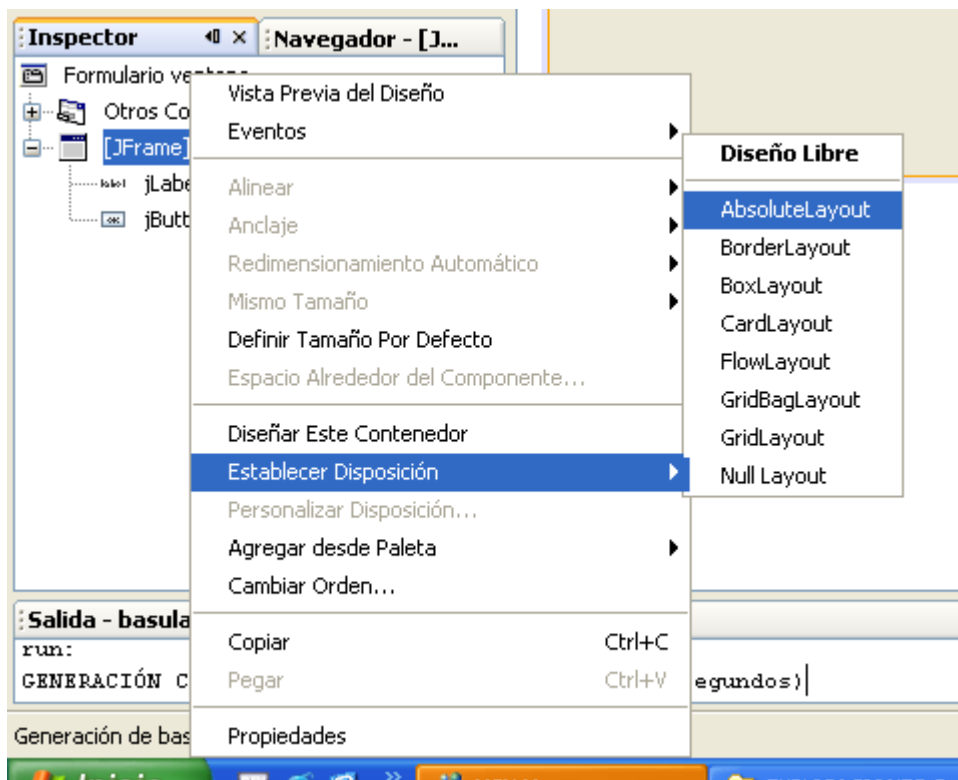 Inspector
Navegador - [J...
Formulario
Otros Co
[JFrame]
jLabe
jButt
Vista Previa del Diseño
Eventos
Alinear
Anclaje
Redimensionamiento Automático
Mismo Tamaño
Definir Tamaño Por Defecto
Espacio Alrededor del Componente...
Diseñar Este Contenedor
Establecer Disposición
Personalizar Disposición...
Agregar desde Paleta
Cambiar Orden...
Copiar Ctrl+C
Pegar Ctrl+V
Propiedades
Diseño Libre
AbsoluteLayout
BorderLayout
BoxLayout
CardLayout
FlowLayout
GridBagLayout
GridLayout
Null Layout
Salida - basula
run:
GENERACIÓN C
egundos)
Generación de bas